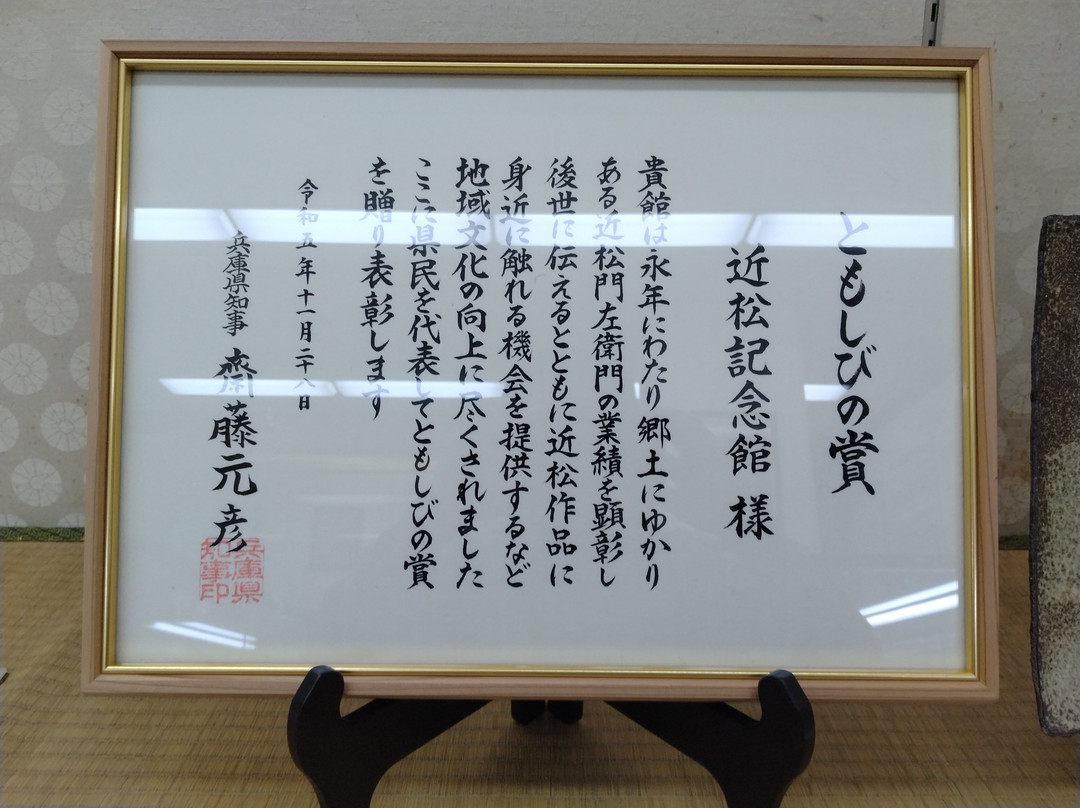 ともしびの賞
近松記念館 様
貴館は永年にわたり郷土にゆかり
ある近松門左衛門の業績を顕彰し
後世に伝えるとともに近松作品に
身近に触れる機会を提供するなど
地域文化の向上に尽くされました
ここに県民を代表してともしびの賞
を贈り表彰します
令和五年十一月二十八日
兵庫県知事 齋藤元彦
兵庫県
知事印